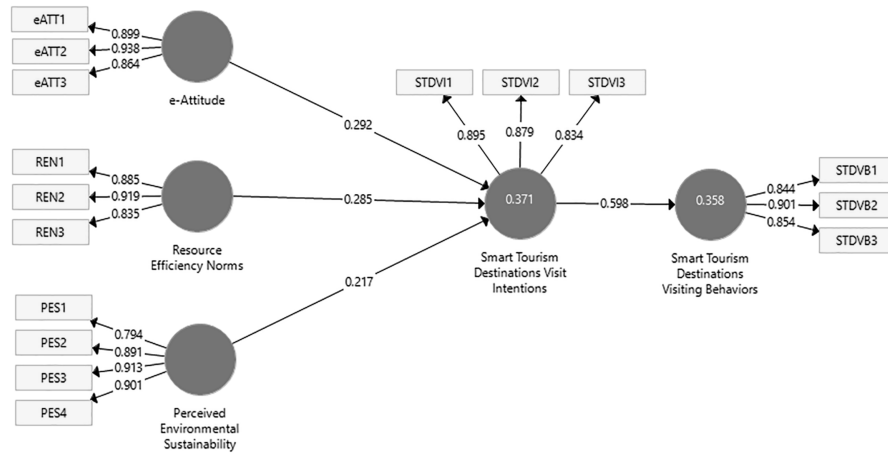 eATT1
eATT2
eATT3
0.899
0.938
0.864
e-Attitude
REN1
REN2
REN3
0.885
0.919
0.835
Resource
Efficiency Norms
PES1
PES2
PES3
PES4
0.794
0.891
0.913
0.901
Perceived
Environmental
Sustainability
0.292
0.285
0.217
STDVI1
STDVI2
STDVI3
0.895
0.879
0.834
0.371
Smart Tourism
Destinations Visit
Intentions
0.598
0.358
Smart Tourism
Destinations
Visiting Behaviors
0.844
0.901
0.854
STDVB1
STDVB2
STDVB3